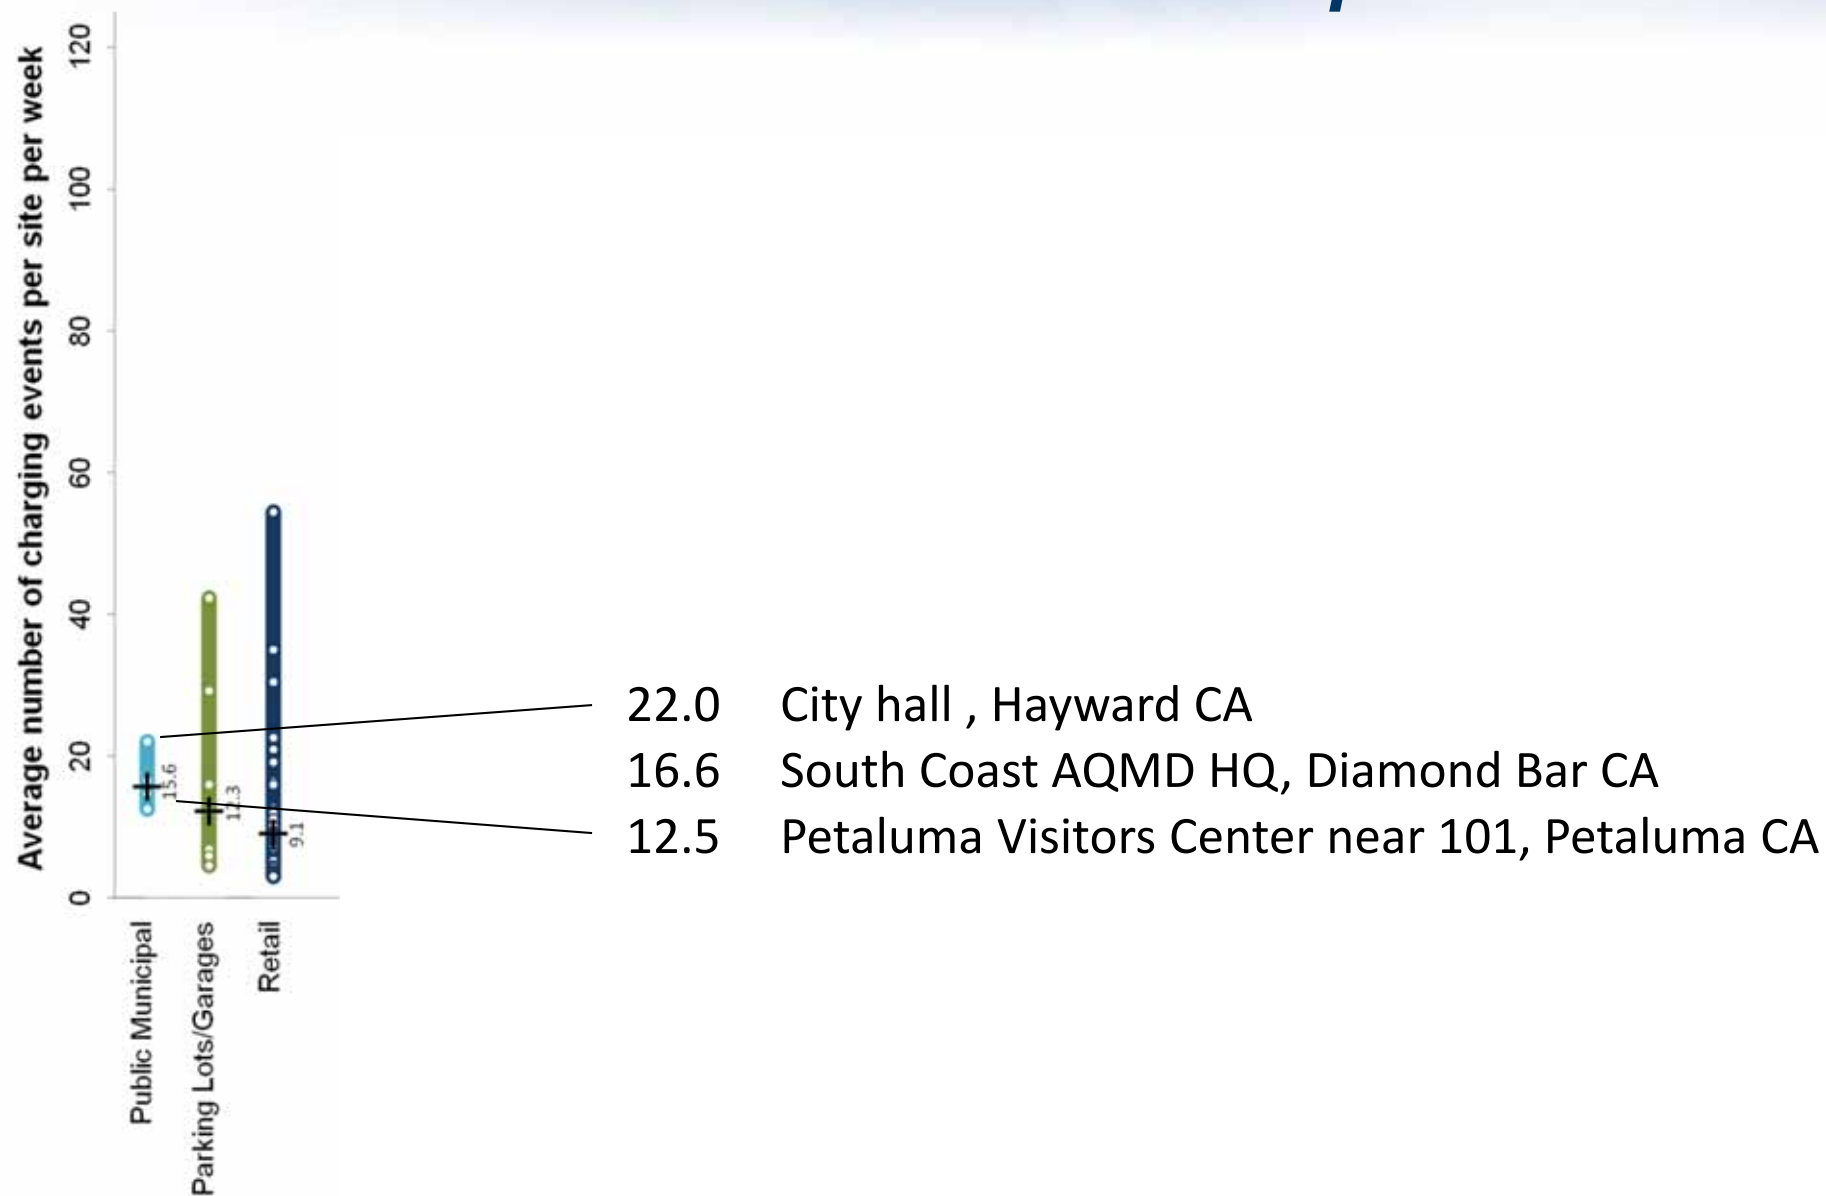 Average number of charging events per site per week
120
100
80
60
40
20
0
15.6
12.3
9.1
Public Municipal
Parking Lots/Garages
Retail
22.0 City hall , Hayward CA
16.6 South Coast AQMD HQ, Diamond Bar CA
12.5 Petaluma Visitors Center near 101, Petaluma CA